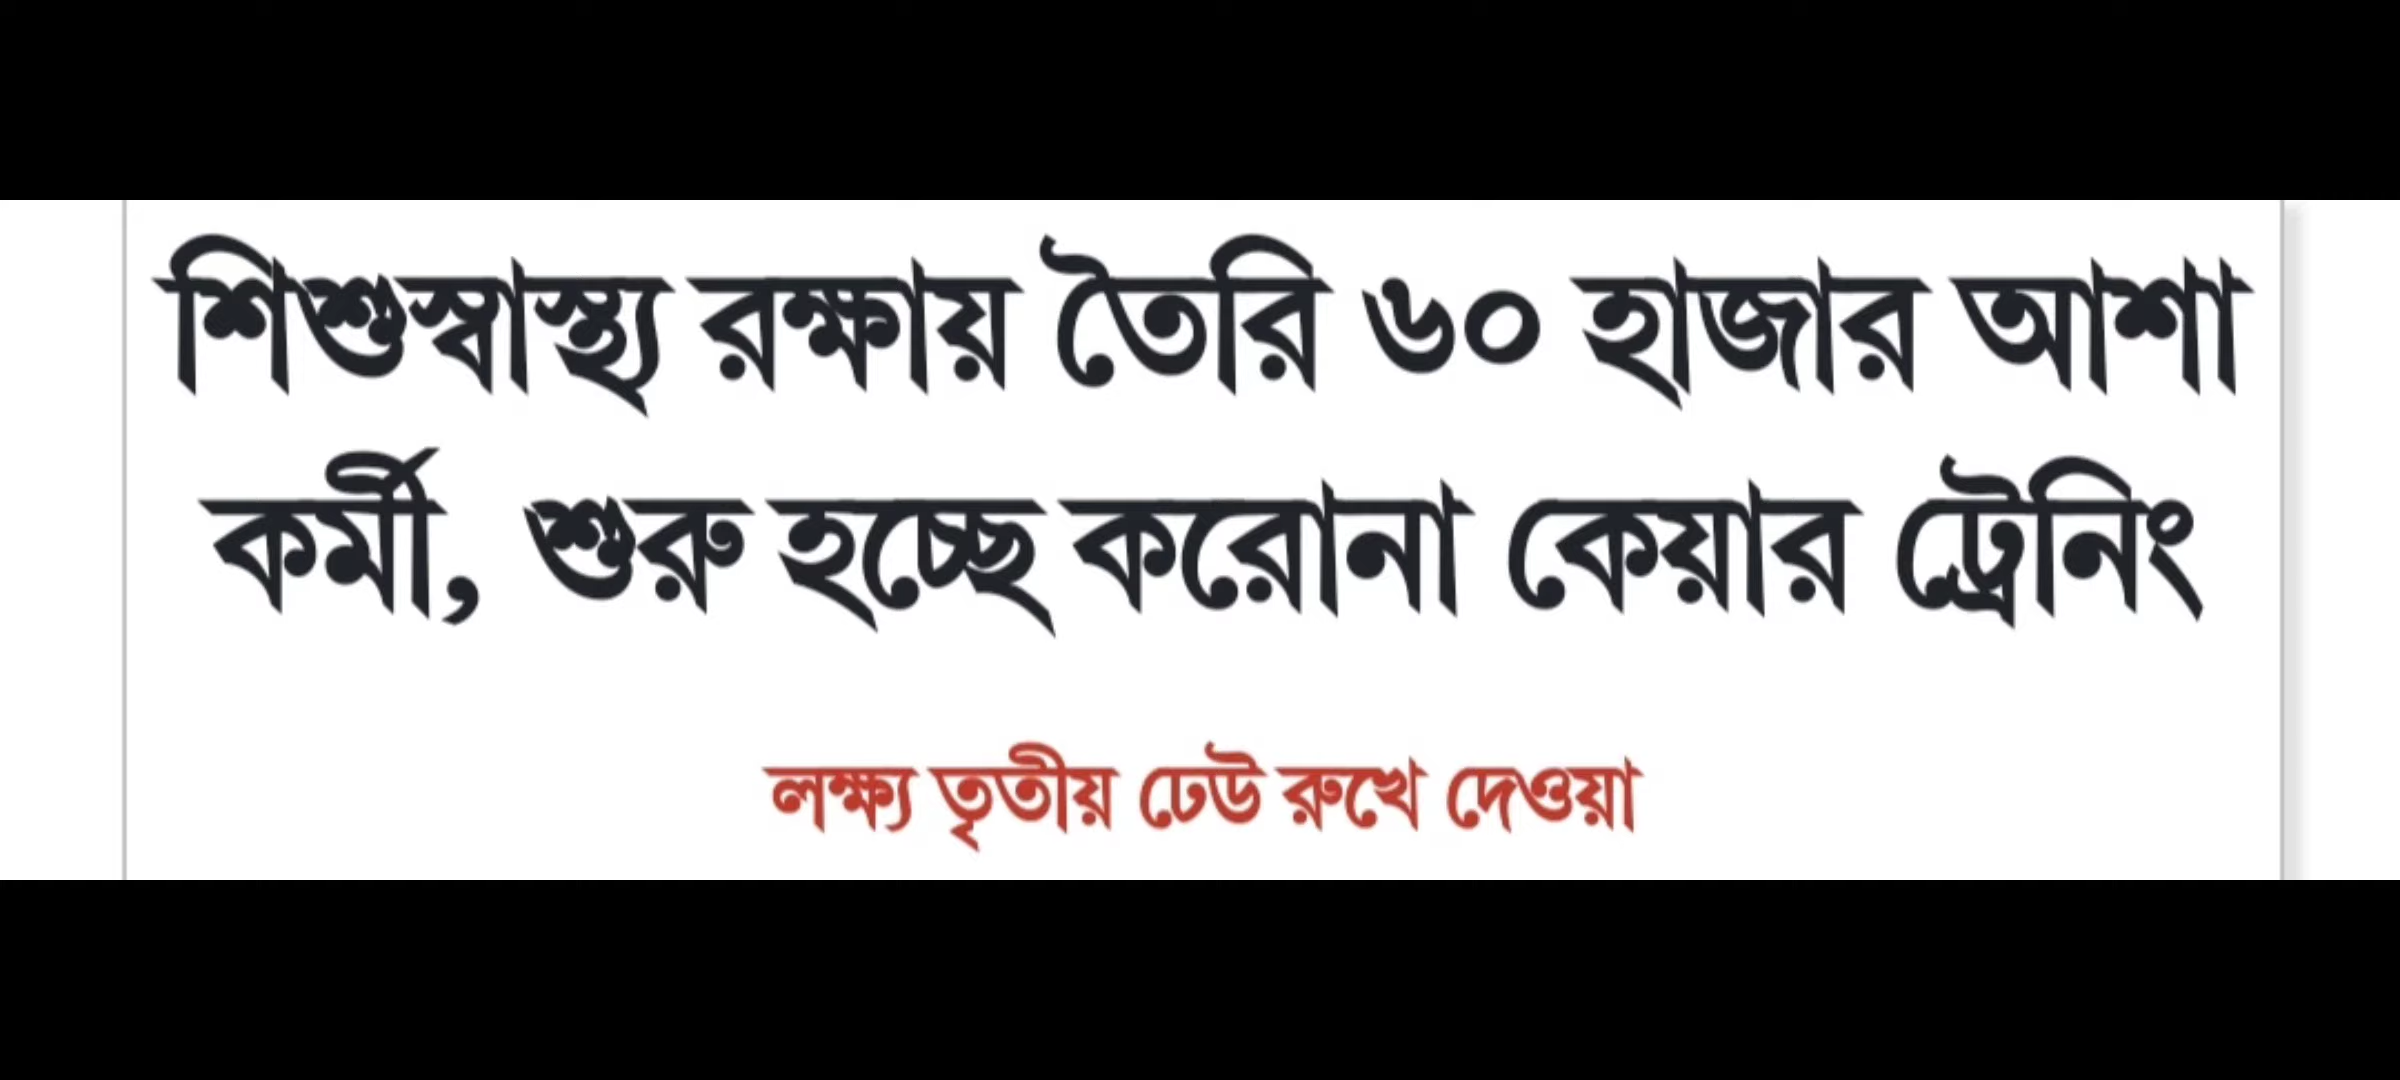 শিশুস্বাস্থ্য রক্ষায় তৈরি ৬০ হাজার আশা
কর্মী, শুরু হচ্ছে করোনা কেয়ার ট্রেনিং
লক্ষ্য তৃতীয় ঢেউ রুখে দেওয়া